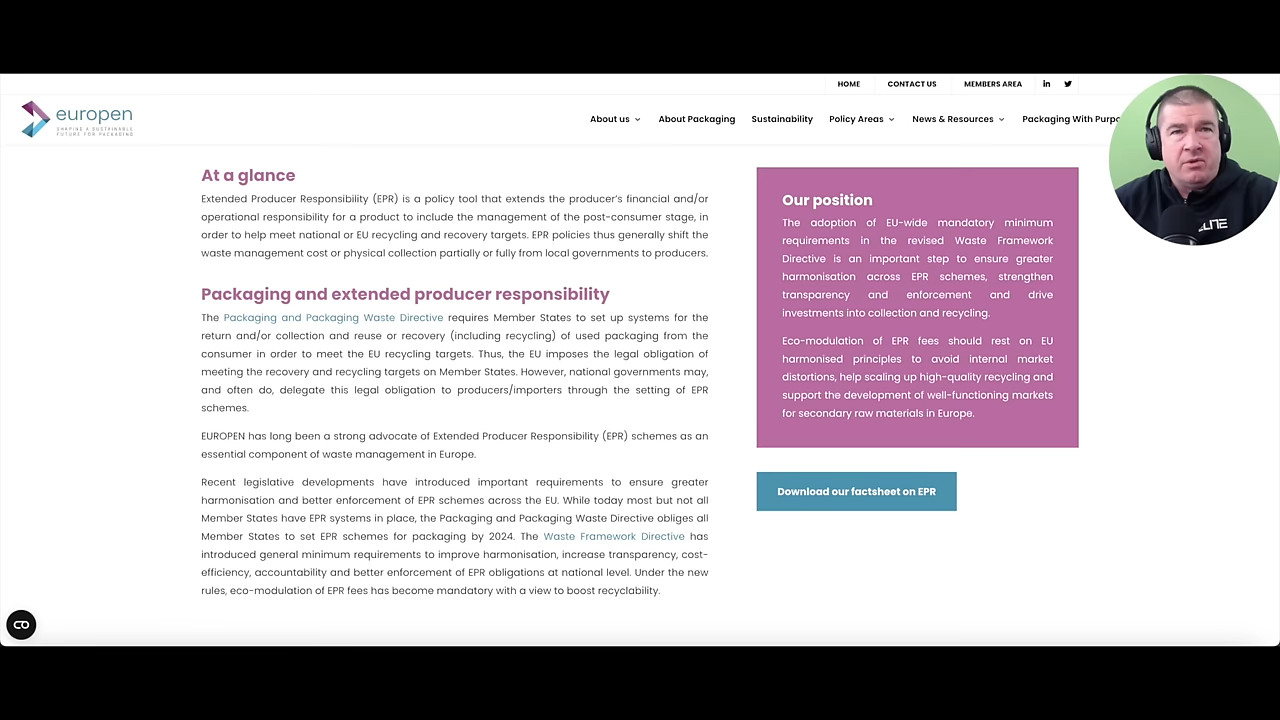 HOME CONTACT US MEMBERS AREA
europen
SHAPING A SUSTAINABLE
FUTURE FOR PACKAGING
About us About Packaging Sustainability Policy Areas News & Resources Packaging With
At a glance
Extended Producer Responsibility (EPR) is a policy tool that extends the producer's financial and/or
operational responsibility for a product to include the management of the post-consumer stage, in
order to help meet national or EU recycling and recovery targets. EPR policies thus generally shift the
waste management cost or physical collection partially or fully from local governments to producers.
Packaging and extended producer responsibility
The Packaging and Packaging Waste Directive requires Member States to set up systems for the
return and/or collection and reuse or recovery (including recycling) of used packaging from the
consumer in order to meet the EU recycling targets. Thus, the EU imposes the legal obligation of
meeting the recovery and recycling targets on Member States. However, national governments may,
and often do, delegate this legal obligation to producers/importers through the setting of EPR
schemes.
EUROPEN has long been a strong advocate of Extended Producer Responsibility (EPR) schemes as an
essential component of waste management in Europe.
Recent legislative developments have introduced important requirements to ensure greater
harmonisation and better enforcement of EPR schemes across the EU. While today most but not all
Member States have EPR systems in place, the Packaging and Packaging Waste Directive obliges all
Member States to set EPR schemes for packaging by 2024. The Waste Framework Directive has
introduced general minimum requirements to improve harmonisation, increase transparency, cost-
efficiency, accountability and better enforcement of EPR obligations at national level. Under the new
rules, eco-modulation of EPR fees has become mandatory with a view to boost recyclability.
Our position
The adoption of EU-wide mandatory minimum
requirements in the revised Waste Framework
Directive is an important step to ensure greater
harmonisation across EPR schemes, strengthen
transparency and enforcement and drive
investments into collection and recycling.
Eco-modulation of EPR fees should rest on EU
harmonised principles to avoid internal market
distortions, help scaling up high-quality recycling and
support the development of well-functioning markets
for secondary raw materials in Europe.
Download our factsheet on EPR